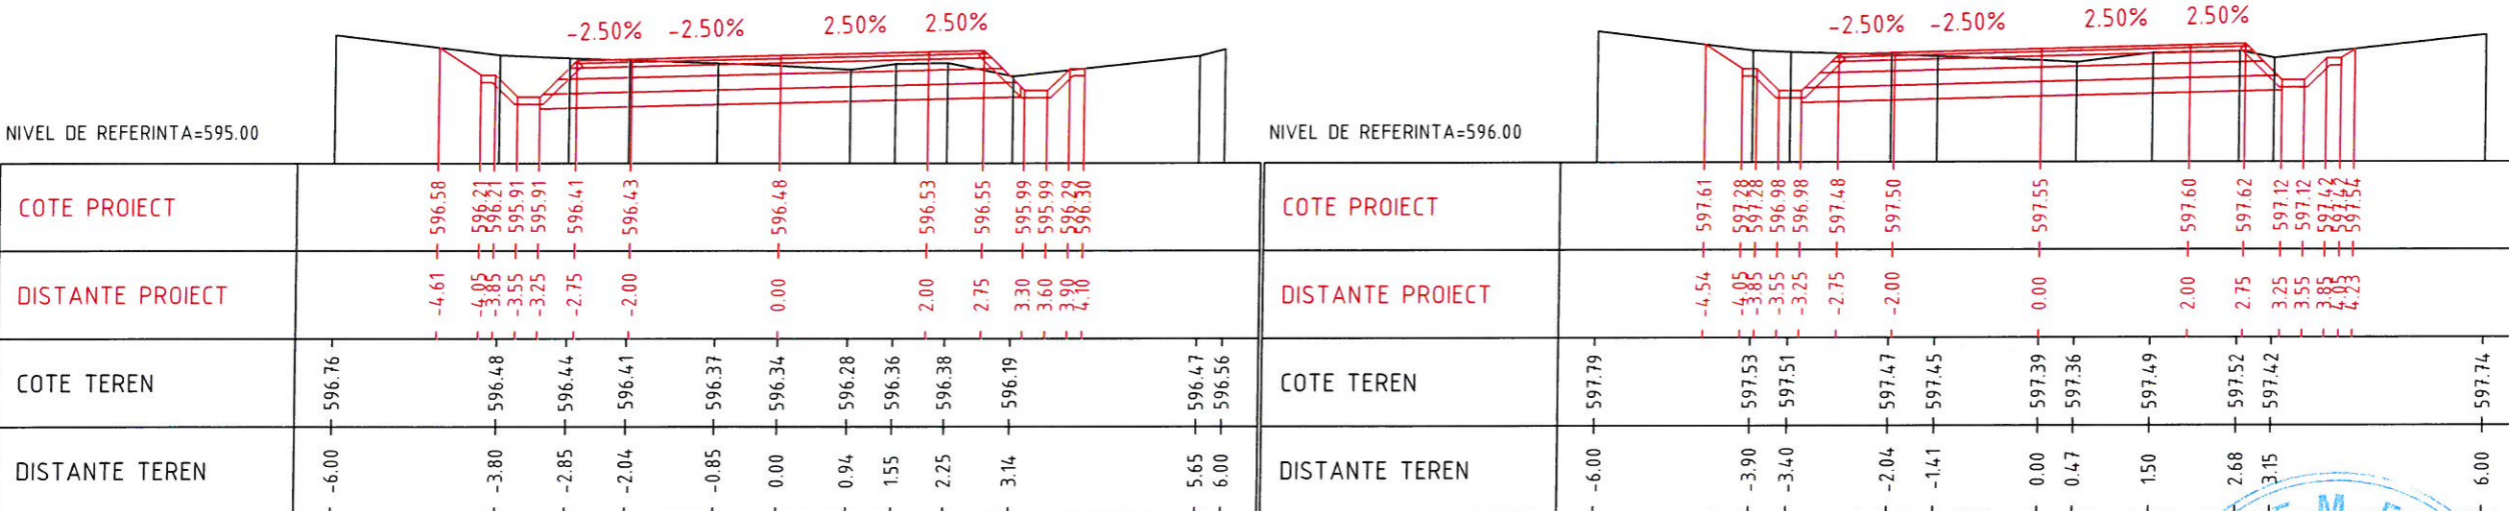 -2.50% -2.50% 2.50% 2.50%
NIVEL DE REFERINTA=595.00
COTE PROIECT 596.58 596.21 596.21 595.91 595.91 596.41 596.43 596.48 596.53 596.55 595.99 595.99 596.29 596.30
DISTANTE PROIECT -4.61 -4.05 -3.85 -3.55 -3.25 -2.75 -2.00 0.00 2.00 2.75 3.30 3.60 3.90 4.10
COTE TEREN 596.76 596.48 596.44 596.41 596.37 596.34 596.28 596.36 596.38 596.19 596.47 596.56
DISTANTE TEREN -6.00 -3.80 -2.85 -2.04 -0.85 0.00 0.94 1.55 2.25 3.14 5.65 6.00
-2.50% -2.50% 2.50% 2.50%
NIVEL DE REFERINTA=596.00
COTE PROIECT 597.61 597.28 597.28 596.98 596.98 597.48 597.50 597.55 597.60 597.62 597.12 597.12 597.42 597.42 597.54
DISTANTE PROIECT -4.54 -4.05 -3.85 -3.55 -3.25 -2.75 -2.00 0.00 2.00 2.75 3.25 3.55 3.85 4.05 4.23
COTE TEREN 597.79 597.53 597.51 597.47 597.45 597.39 597.36 597.49 597.52 597.42 597.74
DISTANTE TEREN -6.00 -3.90 -3.40 -2.04 -1.41 0.00 0.47 1.50 2.68 3.15 6.00